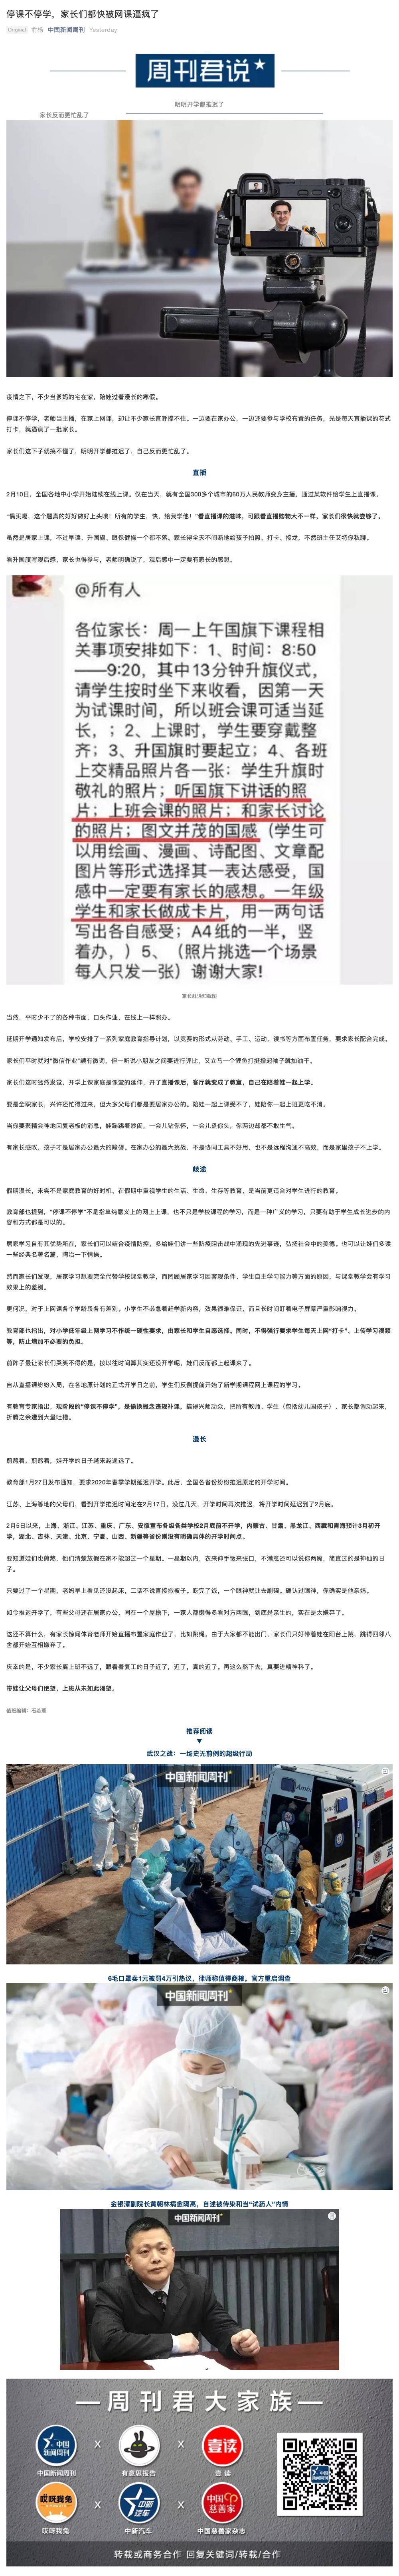 停课不停学，家长们都快被网课逼疯了
Original
中国新闻周刊 Yesterday
周刊君说
明明开学都推迟了
家长反而更忙乱了
疫情之下，不少当爹妈的宅在家，陪娃过着漫长的寒假。
停课不停学，老师当主播，在家上网课，却让不少家长直呼撑不住。一边要在家办公，一边还要参与学校布置的任务，光是每天直播课的花式
打卡，就逼疯了一批家长。
家长们这下子就搞不懂了，明明开学都推迟了，自己反而更忙乱了。
直播
2月10日，全国各地中小学开始陆续在线上课。仅在当天，就有全国300多个城市的60万人民教师变身主播，通过某软件给学生上直播课。
“偶买噶，这个题真的好好做好上头哦！所有的学生，快，给我学他！”看直播课的滋味，可跟看直播购物大不一样，家长们很快就尝够了。
虽然是居家上课，不过早读、升国旗、眼保健操一个都不落。家长得全天不间断地给孩子拍照、打卡、接龙，不然班主任艾特你私聊。
看升国旗写观后感，家长也得参与，老师明确说了，观后感中一定要有家长的感想。
@所有人
各位家长：周一上午国旗下课程相
关事项安排如下：1、时间：8:50
——9:20，其中13分钟升旗仪式，
请学生按时坐下来收看，因第一天
为试课时间，所以班会课可适当延
长，；2、上课时，学生要穿戴整
齐；3、升国旗时要起立；4、各班
上交精品照片各一张：学生升旗时
敬礼的照片；听国旗下讲话的照
片；上班会课的照片；和家长讨论
的照片；图文并茂的国感（学生可
以用绘画、漫画、诗配图、文章配
图片等形式选择其一表达感受，国
感中一定要有家长的感想。一年级
学生和家长做成卡片，用一两句话
写出各自感受；A4纸的一半，竖
着办，）5、（照片挑选一个场景
每人只发一张）谢谢大家!
家长群通知截图
当然，平时少不了的各种书面、口头作业，在线上一样照办。
延期开学通知发布后，学校安排了一系列家庭教育指导计划，以竞赛的形式从劳动、手工、运动、读书等方面布置任务，要求家长配合完成。
家长们平时就对“微信作业”颇有微词，但一听说小朋友之间要进行评比，又立马一个鲤鱼打挺撸起袖子就加油干。
家长们这时猛然发觉，开学上课家庭是课堂的延伸，开了直播课后，客厅就变成了教室，自己在陪着娃一起上学。
要是全职家长，兴许还忙得过来，但大多父母们都是要居家办公的。陪娃一起上课受不了，娃陪你一起上班更吃不消。
当你要聚精会神地回复老板的消息，娃蹦跳着吵闹，一会儿钻你怀，一会儿盘你头，你两边却都不敢生气。
有家长感叹，孩子才是居家办公最大的障碍。在家办公的最大挑战，不是协同工具不好用，也不是远程沟通不高效，而是家里孩子不上学。
歧途
假期漫长，未尝不是家庭教育的好时机。在假期中重视学生的生活、生命、生存等教育，是当前更适合对学生进行的教育。
教育部也提到，“停课不停学”不是指单纯意义上的网上上课，也不只是学校课程的学习，而是一种广义的学习，只要有助于学生成长进步的内
容和方式都是可以的。
居家学习自有其优势所在，家长们可以结合疫情防控，多给娃们讲一些防疫阻击战中涌现的先进事迹，弘扬社会中的美德。也可以让娃们多读
一些经典名著名篇，陶冶一下情操。
然而家长们发现，居家学习想要完全代替学校课堂教学，而罔顾居家学习因客观条件、学生自主学习能力等方面的原因，与课堂教学会有学习
效果上的差别。
更何况，对于上网课各个学龄段各有差别。小学生不必急着赶学新内容，效果很难保证，而且长时间盯着电子屏幕严重影响视力。
教育部也指出，对小学低年级上网学习不作统一硬性要求，由家长和学生自愿选择。同时，不得强行要求学生每天上网“打卡”、上传学习视频
等，防止增加不必要的负担。
前阵子最让家长们哭笑不得的是，按以往时间算其实还没开学呢，娃们反而都上起课来了。
自从直播课纷纷入局，在各地原计划的正式开学日之前，学生们反倒提前开始了新学期课程网上课程的学习。
有教育专家指出，现阶段的“停课不停学”，是偷换概念违规补课，搞得兴师动众，把所有教师、学生（包括幼儿园孩子）、家长都调动起来，
折腾之余遭到大量吐槽。
漫长
煎熬着，煎熬着，娃开学的日子越来越遥远了。
教育部1月27日发布通知，要求2020年春季学期延迟开学。此后，全国各省份纷纷推迟原定的开学时间。
江苏、上海等地的父母们，看到开学推迟时间定在2月17日。没过几天，开学时间再次推迟，将开学时间延迟到了2月底。
2月5日以来，上海、浙江、江苏、重庆、广东、安徽宣布各级各类学校2月底前不开学，内蒙古、甘肃、黑龙江、西藏和青海预计3月初开
学，湖北、吉林、天津、北京、宁夏、山西、新疆等省份则没有明确具体的开学时间点。
要知道娃们也煎熬，他们清楚放假在家不能超过一个星期。一星期以内，衣来伸手饭来张口，不满意还可以说你两嘴，简直过的是神仙的日
子。
只要过了一个星期，老妈早上看见还没起床，二话不说直接掀被子。吃完了饭，一个眼神就让去刷碗。确认过眼神，你确实是他亲妈。
如今推迟开学了，有些父母还在居家办公，同在一个屋檐下，一家人都懒得多看对方两眼，到底是亲生的，实在是太嫌弃了。
这还不算什么，有家长惊闻体育老师开始直播布置家庭作业了，比如跳绳。由于大家都不能出门，家长们只好带着娃在阳台上跳，跳得四邻八
舍都开始互相嫌弃了。
庆幸的是，不少家长离上班不远了，眼看着复工的日子近了，近了，真的近了。再这么熬下去，真要进精神科了。
带娃让父母们绝望，上班从未如此渴望。
值班编辑：石若萧
推荐阅读
▼
武汉之战：一场史无前例的超级行动
中国新闻周刊
6毛口罩卖1元被罚4万引热议，律师称值得商榷，官方重启调查
中国新闻周刊
金银潭副院长黄朝林病愈隔离，自述被传染和当“试药人”内情
中国新闻周刊
周刊君大家族
中国新闻周刊 X 有意思报告 X 壹读
哎呀我兔 X 中新汽车 X 中国慈善家杂志
转载或商务合作 回复关键词/转载/合作